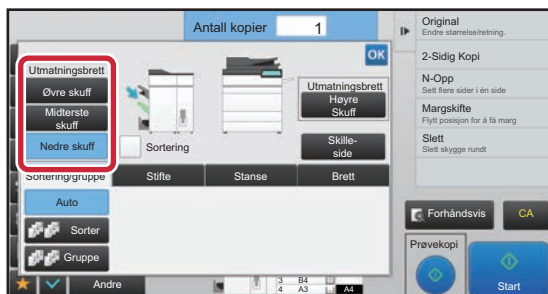 Antall kopier 1
OK
Utmatningsbrett
Øvre skuff
Midterste
skuff
Nedre skuff
Sortering
Utmatningsbrett
Høyre
Skuff
Skille-
side
Sortering/gruppe
Stifte
Stanse
Brett
Auto
Sorter
Gruppe
Andre
3 B4
4 A3
A4
Original
Endre størrelse/retning.
2-Sidig Kopi
N-Opp
Sett flere sider i én side
Margskifte
Flytt posisjon for å få marg
Slett
Slett skygge rundt
Forhåndsvis
CA
Prøvekopi
Start